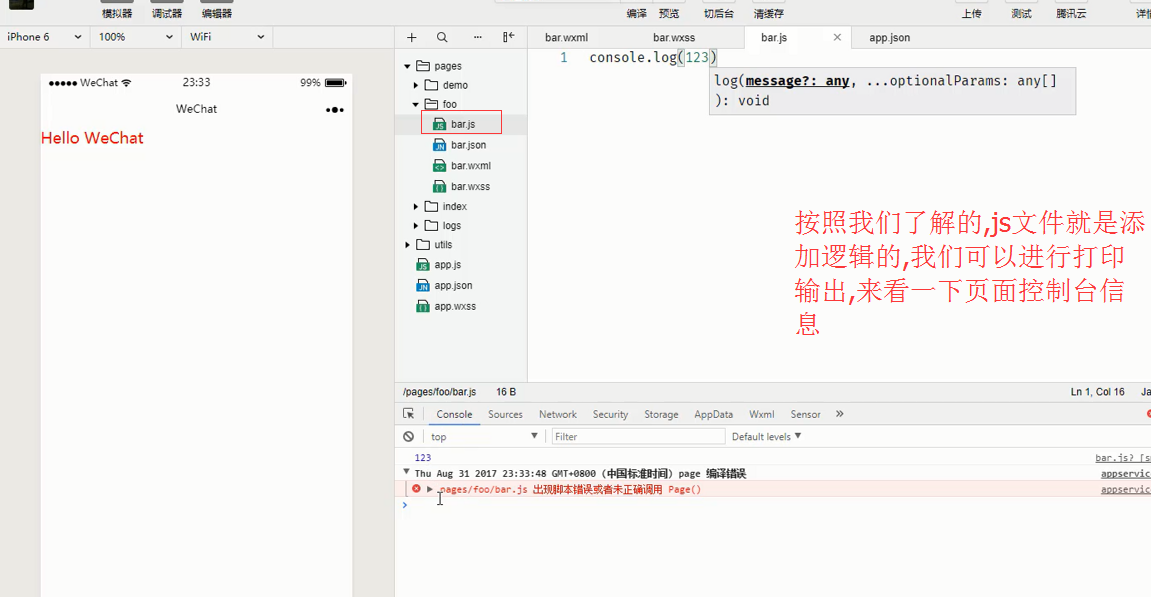 模拟器 调试器 编辑器 编译 预览 切后台 清缓存 上传 测试 腾讯云
iPhone 6 100% WiFi
WeChat 23:33 99%
WeChat
Hello WeChat
pages
demo
foo
bar.js
bar.json
bar.wxml
bar.wxss
index
logs
utils
app.js
app.json
app.wxss
bar.wxml bar.wxss bar.js app.json
1 console.log(123)
log(message?: any, ...optionalParams: any[]
): void
按照我们了解的,js文件就是添
加逻辑的,我们可以进行打印
输出,来看一下页面控制台信
息
/pages/foo/bar.js 16 B Ln 1, Col 16 Ja
Console Sources Network Security Storage AppData Wxml Sensor »
top Filter Default levels
123 bar.js? [s
Thu Aug 31 2017 23:33:48 GMT+0800 (中国标准时间) page 编译错误 appservic
pages/foo/bar.js 出现脚本错误或者未正确调用 Page() appservic